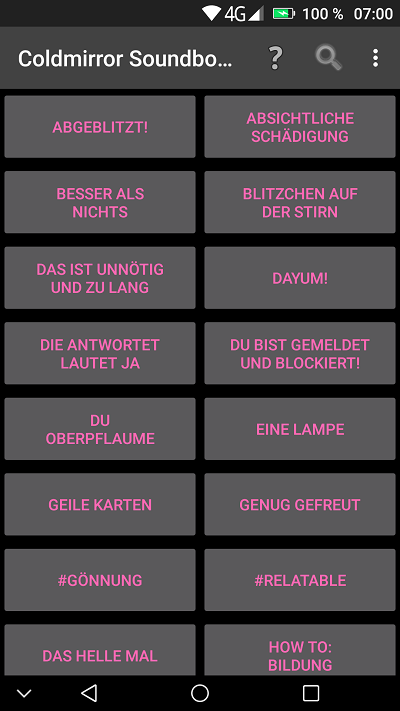 4G 100 % 07:00
Coldmirror Soundbo... ?
ABGEBLITZT!
ABSICHTLICHE
SCHÄDIGUNG
BESSER ALS
NICHTS
BLITZCHEN AUF
DER STIRN
DAS IST UNNÖTIG
UND ZU LANG
DAYUM!
DIE ANTWORTET
LAUTET JA
DU BIST GEMELDET
UND BLOCKIERT!
DU
OBERPFLAUME
EINE LAMPE
GEILE KARTEN
GENUG GEFREUT
#GÖNNUNG
#RELATABLE
DAS HELLE MAL
HOW TO:
BILDUNG